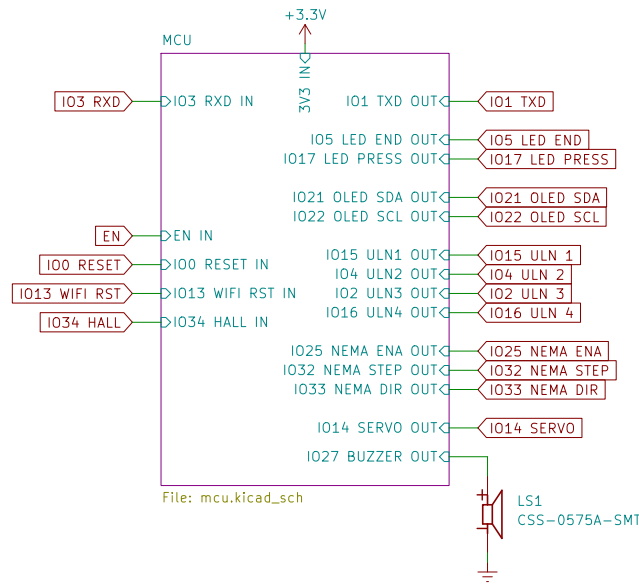 +3.3V
MCU
3V3 IN
IO3 RXD IO3 RXD IN IO1 TXD OUT IO1 TXD
IO5 LED END OUT IO5 LED END
IO17 LED PRESS OUT IO17 LED PRESS
IO21 OLED SDA OUT IO21 OLED SDA
IO22 OLED SCL OUT IO22 OLED SCL
EN EN IN
IO15 ULN1 OUT IO15 ULN 1
IO0 RESET IO0 RESET IN IO4 ULN2 OUT IO4 ULN 2
IO13 WIFI RST IO13 WIFI RST IN IO2 ULN3 OUT IO2 ULN 3
IO34 HALL IO34 HALL IN IO16 ULN4 OUT IO16 ULN 4
IO25 NEMA ENA OUT IO25 NEMA ENA
IO32 NEMA STEP OUT IO32 NEMA STEP
IO33 NEMA DIR OUT IO33 NEMA DIR
IO14 SERVO OUT IO14 SERVO
IO27 BUZZER OUT
File: mcu.kicad_sch
LS1
CSS-0575A-SMT